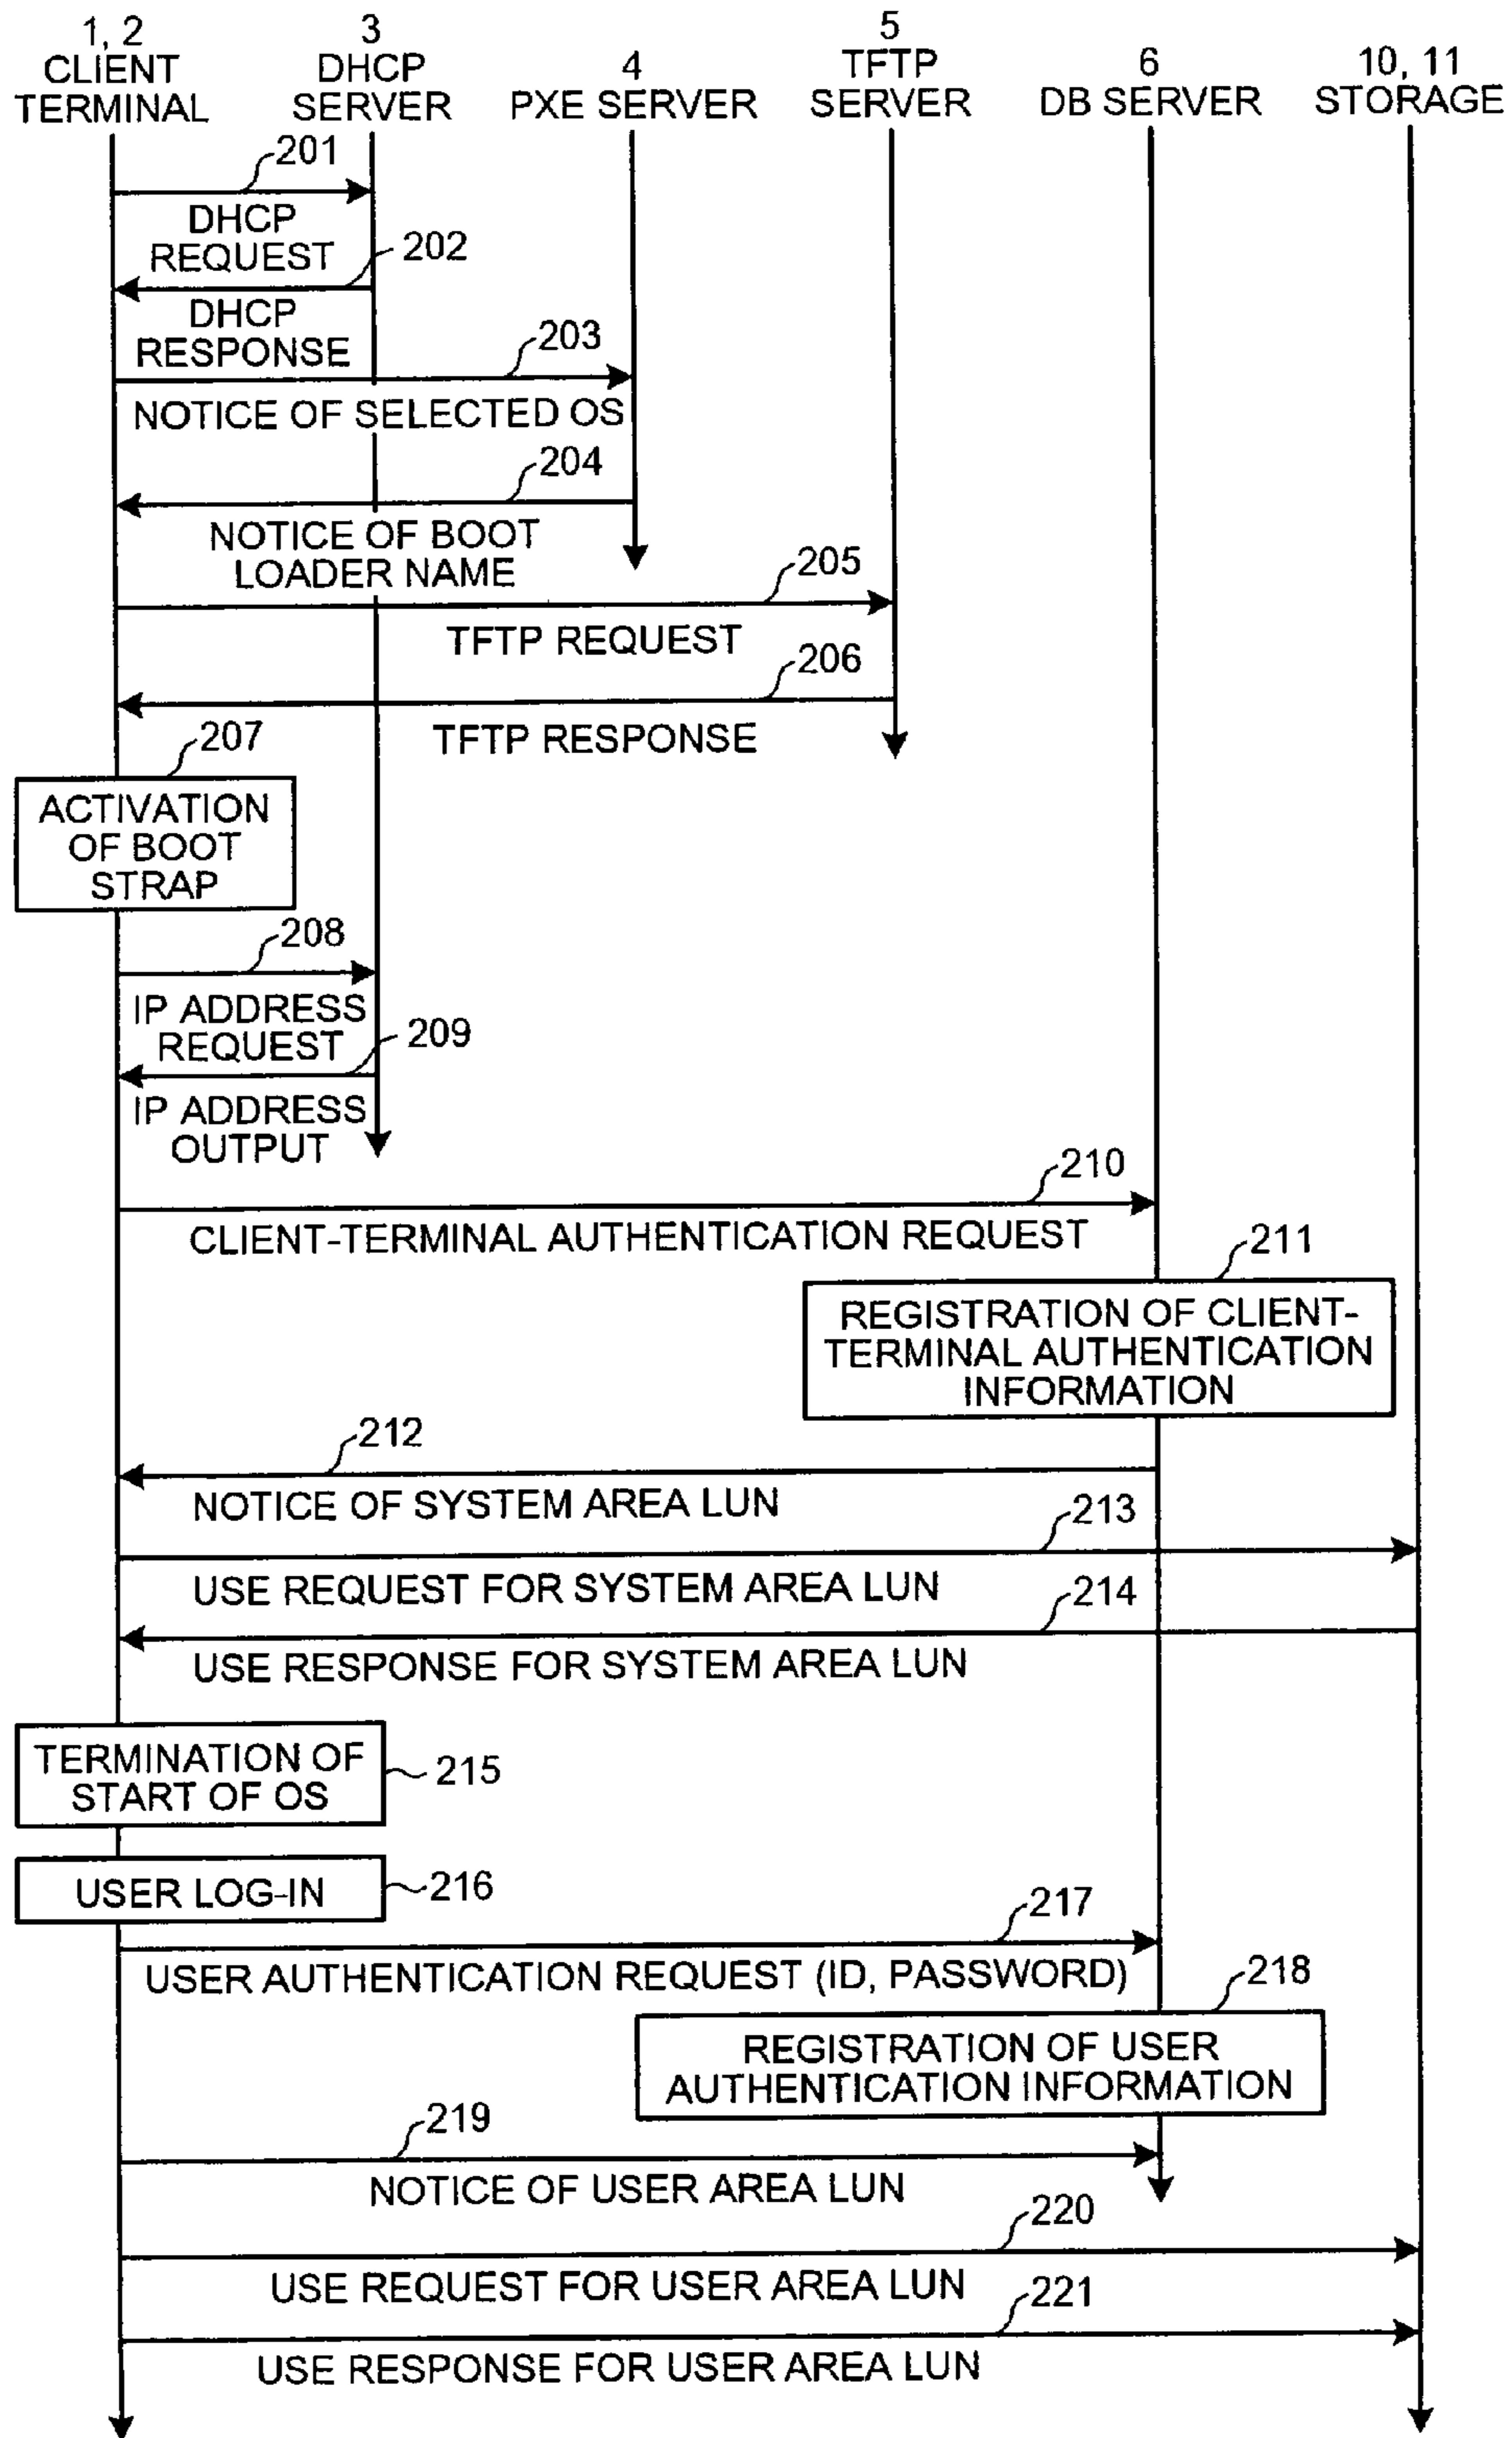 1, 2
CLIENT
TERMINAL
3
DHCP
SERVER
4
PXE SERVER
5
TFTP
SERVER
6
DB SERVER
10, 11
STORAGE
201
DHCP
REQUEST
202
DHCP
RESPONSE
203
NOTICE OF SELECTED OS
204
NOTICE OF BOOT
LOADER NAME
205
TFTP REQUEST
206
TFTP RESPONSE
207
ACTIVATION
OF BOOT
STRAP
208
IP ADDRESS
REQUEST
209
IP ADDRESS
OUTPUT
210
CLIENT-TERMINAL AUTHENTICATION REQUEST
211
REGISTRATION OF CLIENT-
TERMINAL AUTHENTICATION
INFORMATION
212
NOTICE OF SYSTEM AREA LUN
213
USE REQUEST FOR SYSTEM AREA LUN
214
USE RESPONSE FOR SYSTEM AREA LUN
TERMINATION OF
START OF OS
215
USER LOG-IN
216
217
USER AUTHENTICATION REQUEST (ID, PASSWORD)
218
REGISTRATION OF USER
AUTHENTICATION INFORMATION
219
NOTICE OF USER AREA LUN
220
USE REQUEST FOR USER AREA LUN
221
USE RESPONSE FOR USER AREA LUN